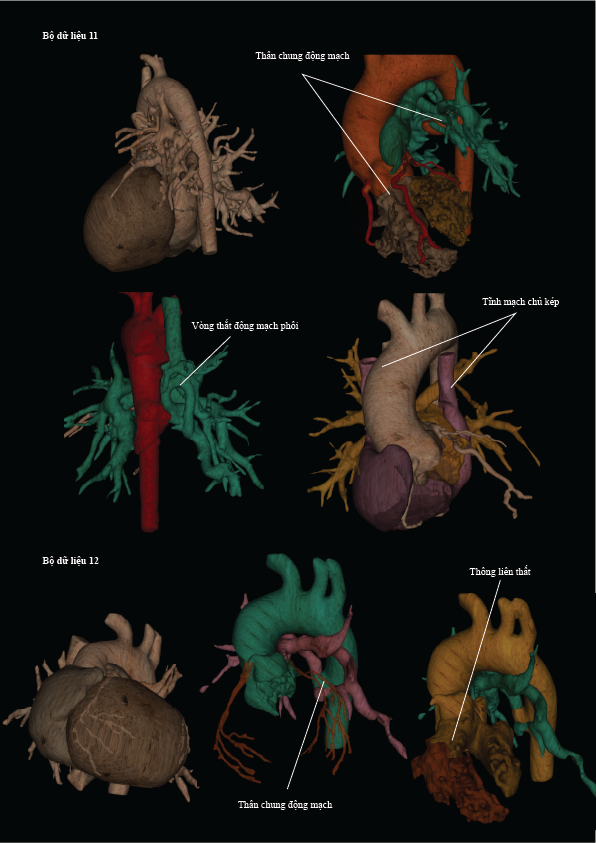 Bộ dữ liệu 11
Thân chung động mạch
Vòng thắt động mạch phổi
Tĩnh mạch chủ kép
Bộ dữ liệu 12
Thông liên thất
Thân chung động mạch